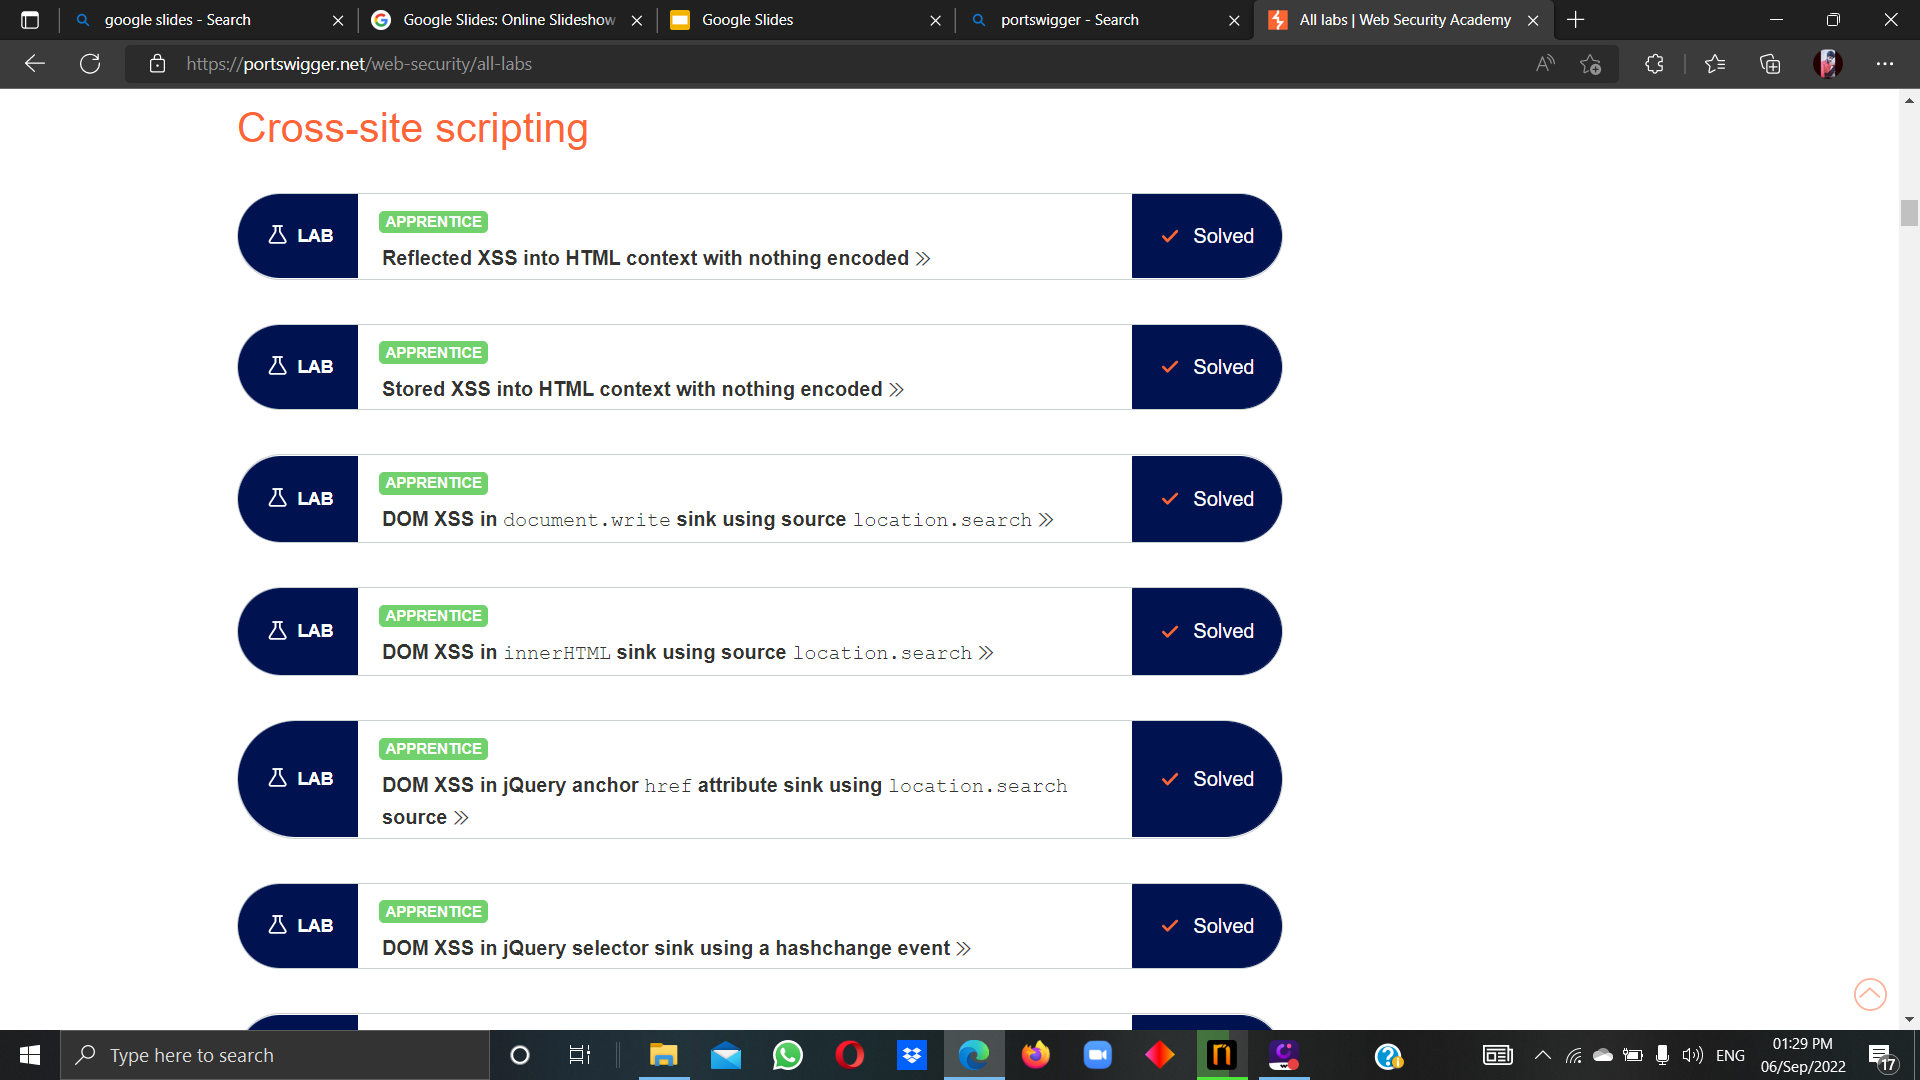 google slides - Search
Google Slides: Online Slideshow
Google Slides
portswigger - Search
All labs | Web Security Academy
https://portswigger.net/web-security/all-labs
Cross-site scripting
LAB
APPRENTICE
Reflected XSS into HTML context with nothing encoded
Solved
LAB
APPRENTICE
Stored XSS into HTML context with nothing encoded
Solved
LAB
APPRENTICE
DOM XSS in document.write sink using source location.search
Solved
LAB
APPRENTICE
DOM XSS in innerHTML sink using source location.search
Solved
LAB
APPRENTICE
DOM XSS in jQuery anchor href attribute sink using location.search
source
Solved
LAB
APPRENTICE
DOM XSS in jQuery selector sink using a hashchange event
Solved
Type here to search
ENG
01:29 PM
06/Sep/2022
17